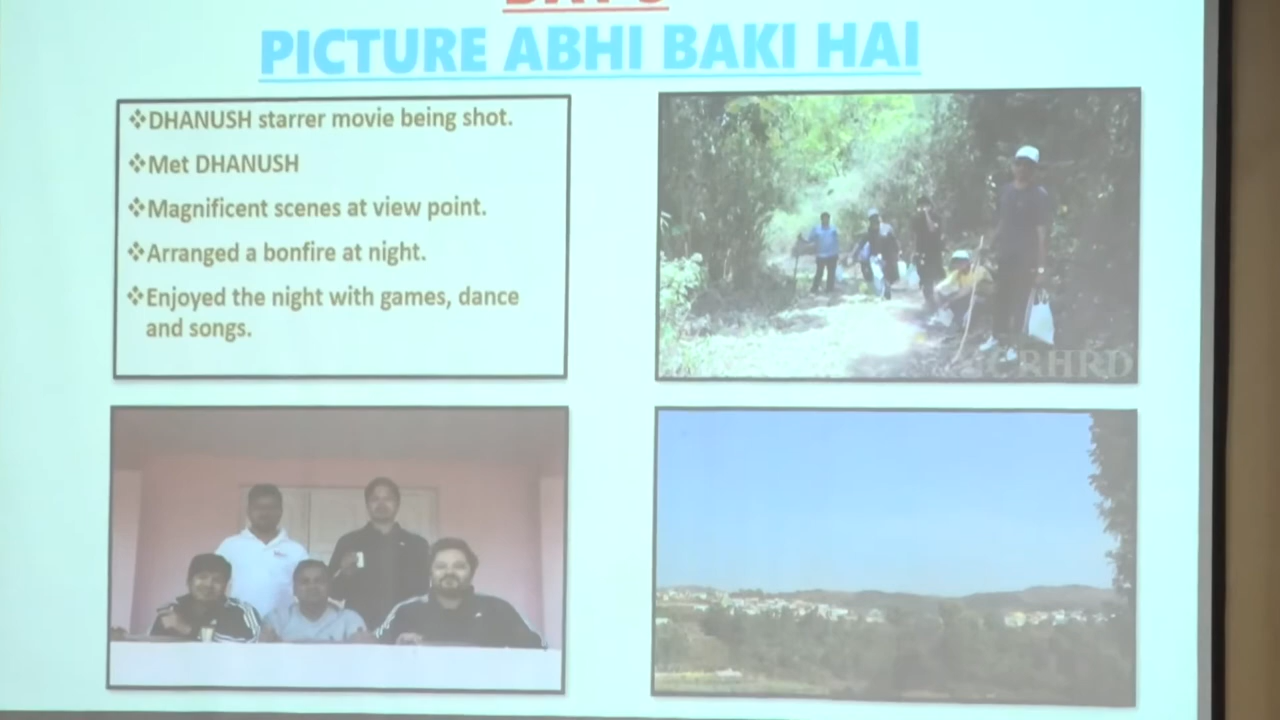 PICTURE ABHI BAKI HAI
❖DHANUSH starrer movie being shot.
❖Met DHANUSH
❖Magnificent scenes at view point.
❖Arranged a bonfire at night.
❖Enjoyed the night with games, dance
and songs.